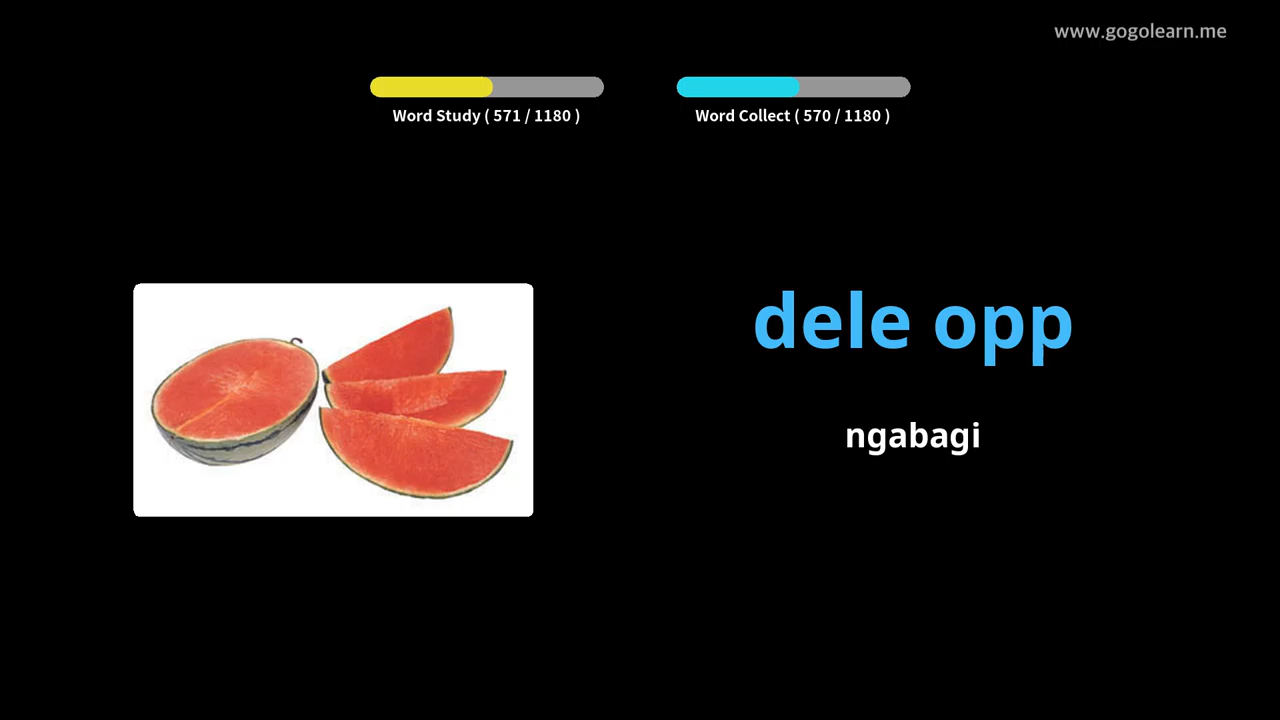 www.gogolearn.me
Word Study ( 571 / 1180 )
Word Collect ( 570 / 1180 )
dele opp
ngabagi